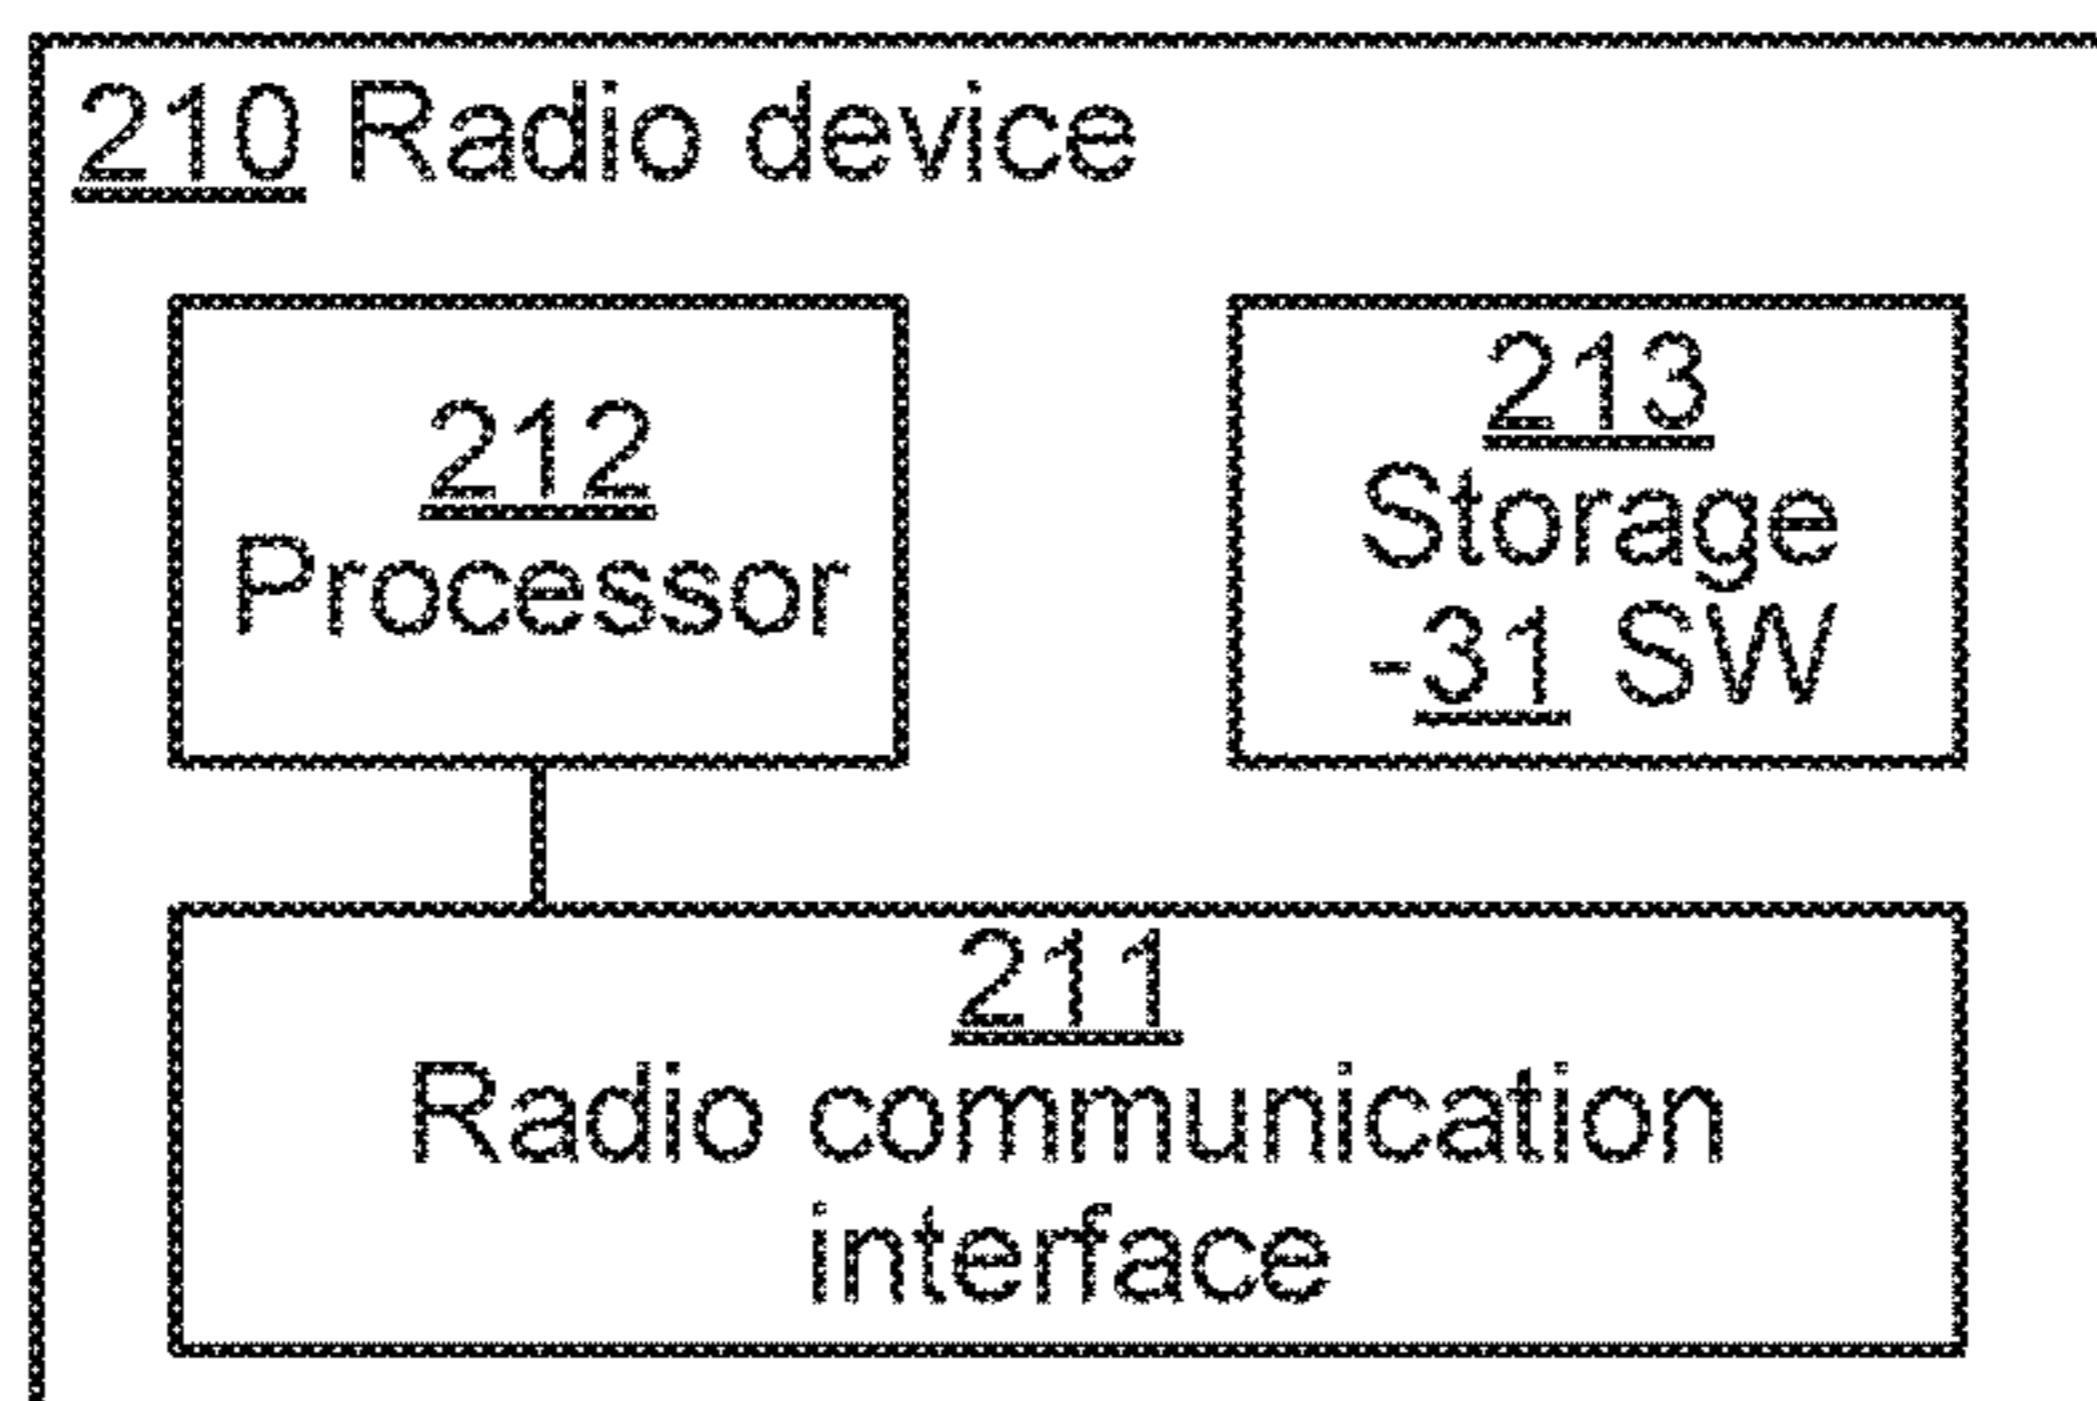 210 Radio device
212
Processor
213
Storage
-31 SW
211
Radio communication
interface